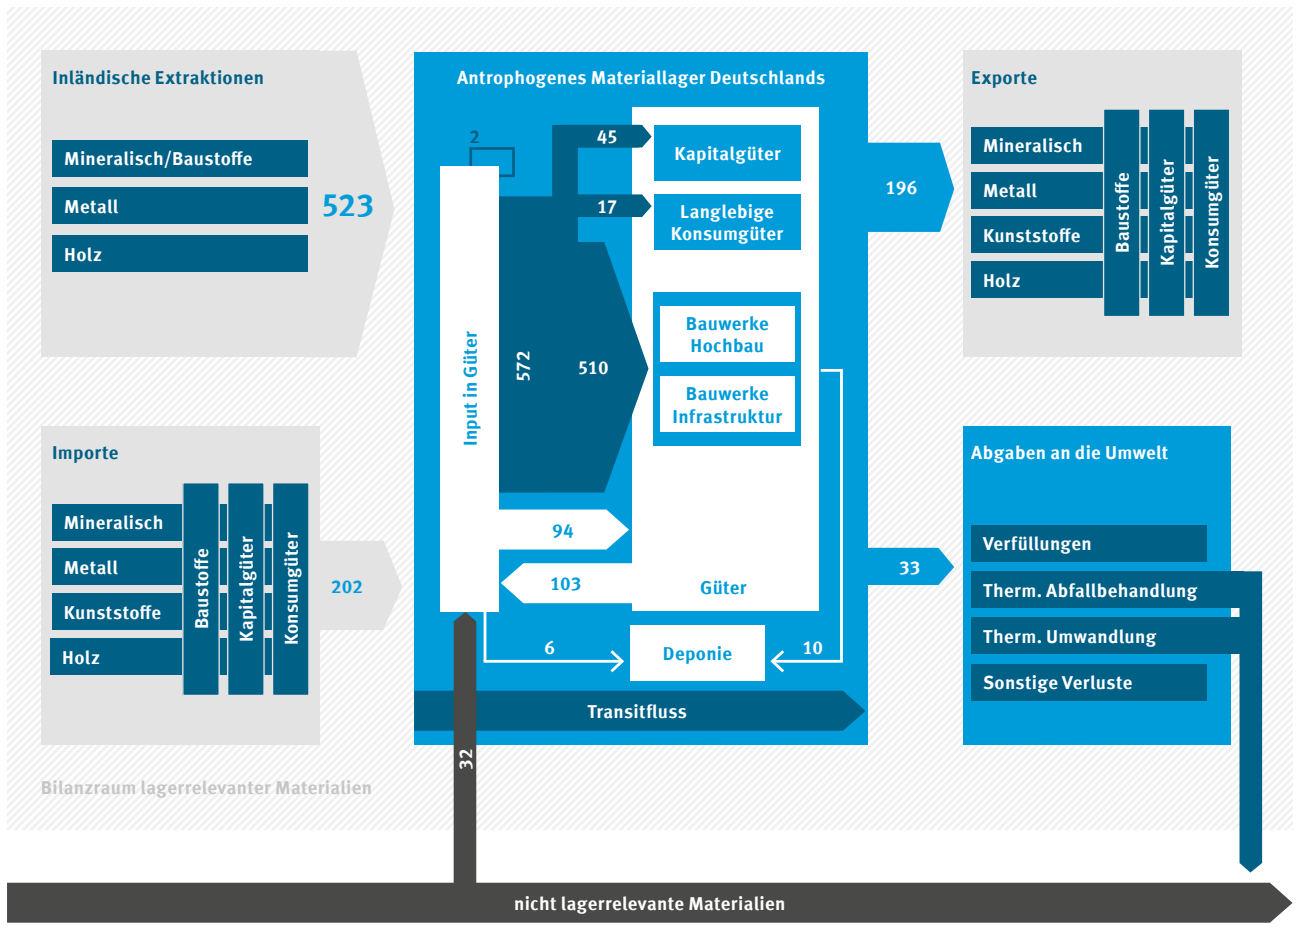 Inländische Extraktionen
Mineralisch/Baustoffe
Metall
Holz
523
Importe
Mineralisch
Metall
Kunststoffe
Holz
Baustoffe
Kapitalgüter
Konsumgüter
202
Bilanzraum lagerrelevanter Materialien
Antrophogenes Materiallager Deutschlands
2
Input in Güter
572
45
17
510
Kapitalgüter
Langlebige
Konsumgüter
Bauwerke
Hochbau
Bauwerke
Infrastruktur
94
103
Güter
6
Deponie
10
Transitfluss
32
196
33
Exporte
Mineralisch
Metall
Kunststoffe
Holz
Baustoffe
Kapitalgüter
Konsumgüter
Abgaben an die Umwelt
Verfüllungen
Therm. Abfallbehandlung
Therm. Umwandlung
Sonstige Verluste
nicht lagerrelevante Materialien